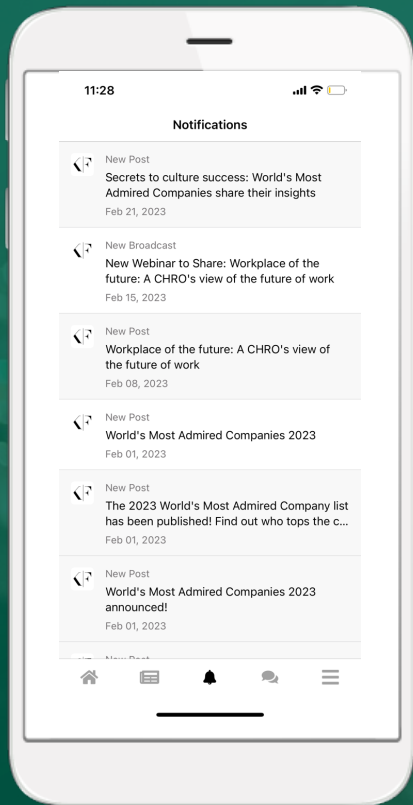 11:28
Notifications
New Post
Secrets to culture success: World's Most
Admired Companies share their insights
Feb 21, 2023
New Broadcast
New Webinar to Share: Workplace of the
future: A CHRO's view of the future of work
Feb 15, 2023
New Post
Workplace of the future: A CHRO's view of
the future of work
Feb 08, 2023
New Post
World's Most Admired Companies 2023
Feb 01, 2023
New Post
The 2023 World's Most Admired Company list
has been published! Find out who tops the c...
Feb 01, 2023
New Post
World's Most Admired Companies 2023
announced!
Feb 01, 2023
New Post